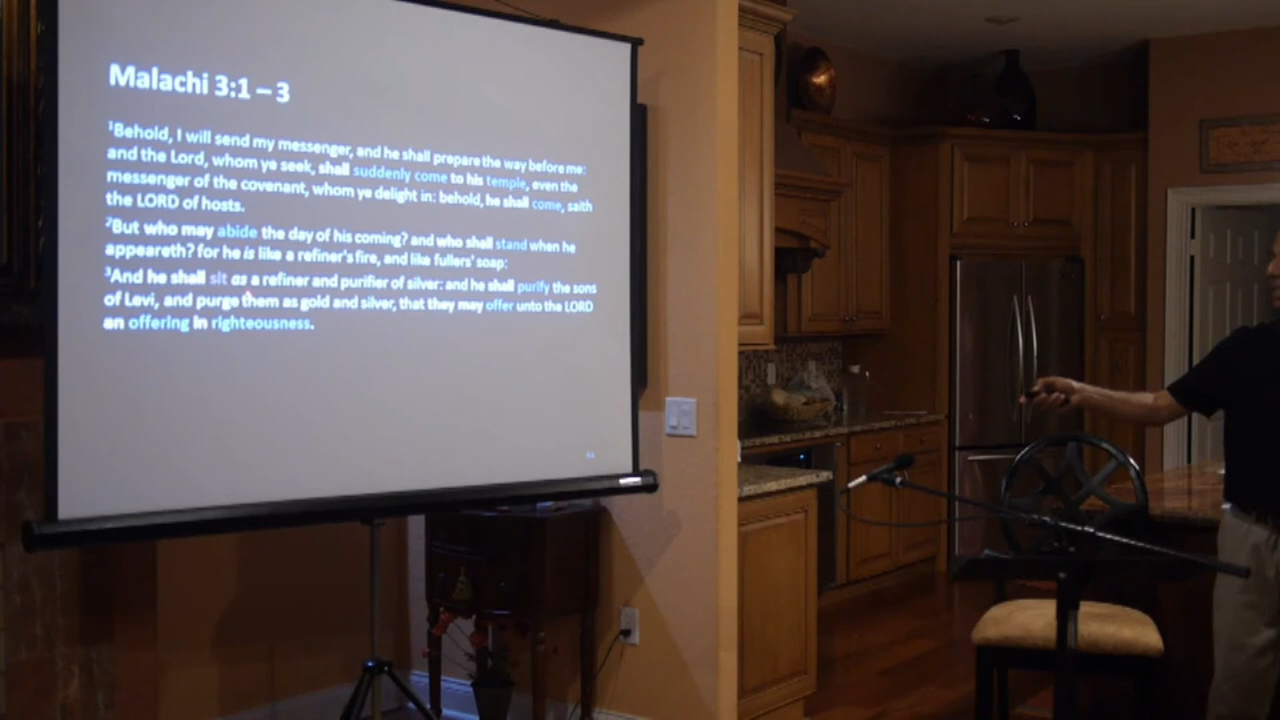 Malachi 3:1 – 3
¹Behold, I will send my messenger, and he shall prepare the way before me:
and the Lord, whom ye seek, shall suddenly come to his temple, even the
messenger of the covenant, whom ye delight in: behold, he shall come, saith
the LORD of hosts.
²But who may abide the day of his coming? and who shall stand when he
appeareth? for he is like a refiner's fire, and like fullers' soap:
³And he shall sit as a refiner and purifier of silver: and he shall purify the sons
of Levi, and purge them as gold and silver, that they may offer unto the LORD
an offering in righteousness.